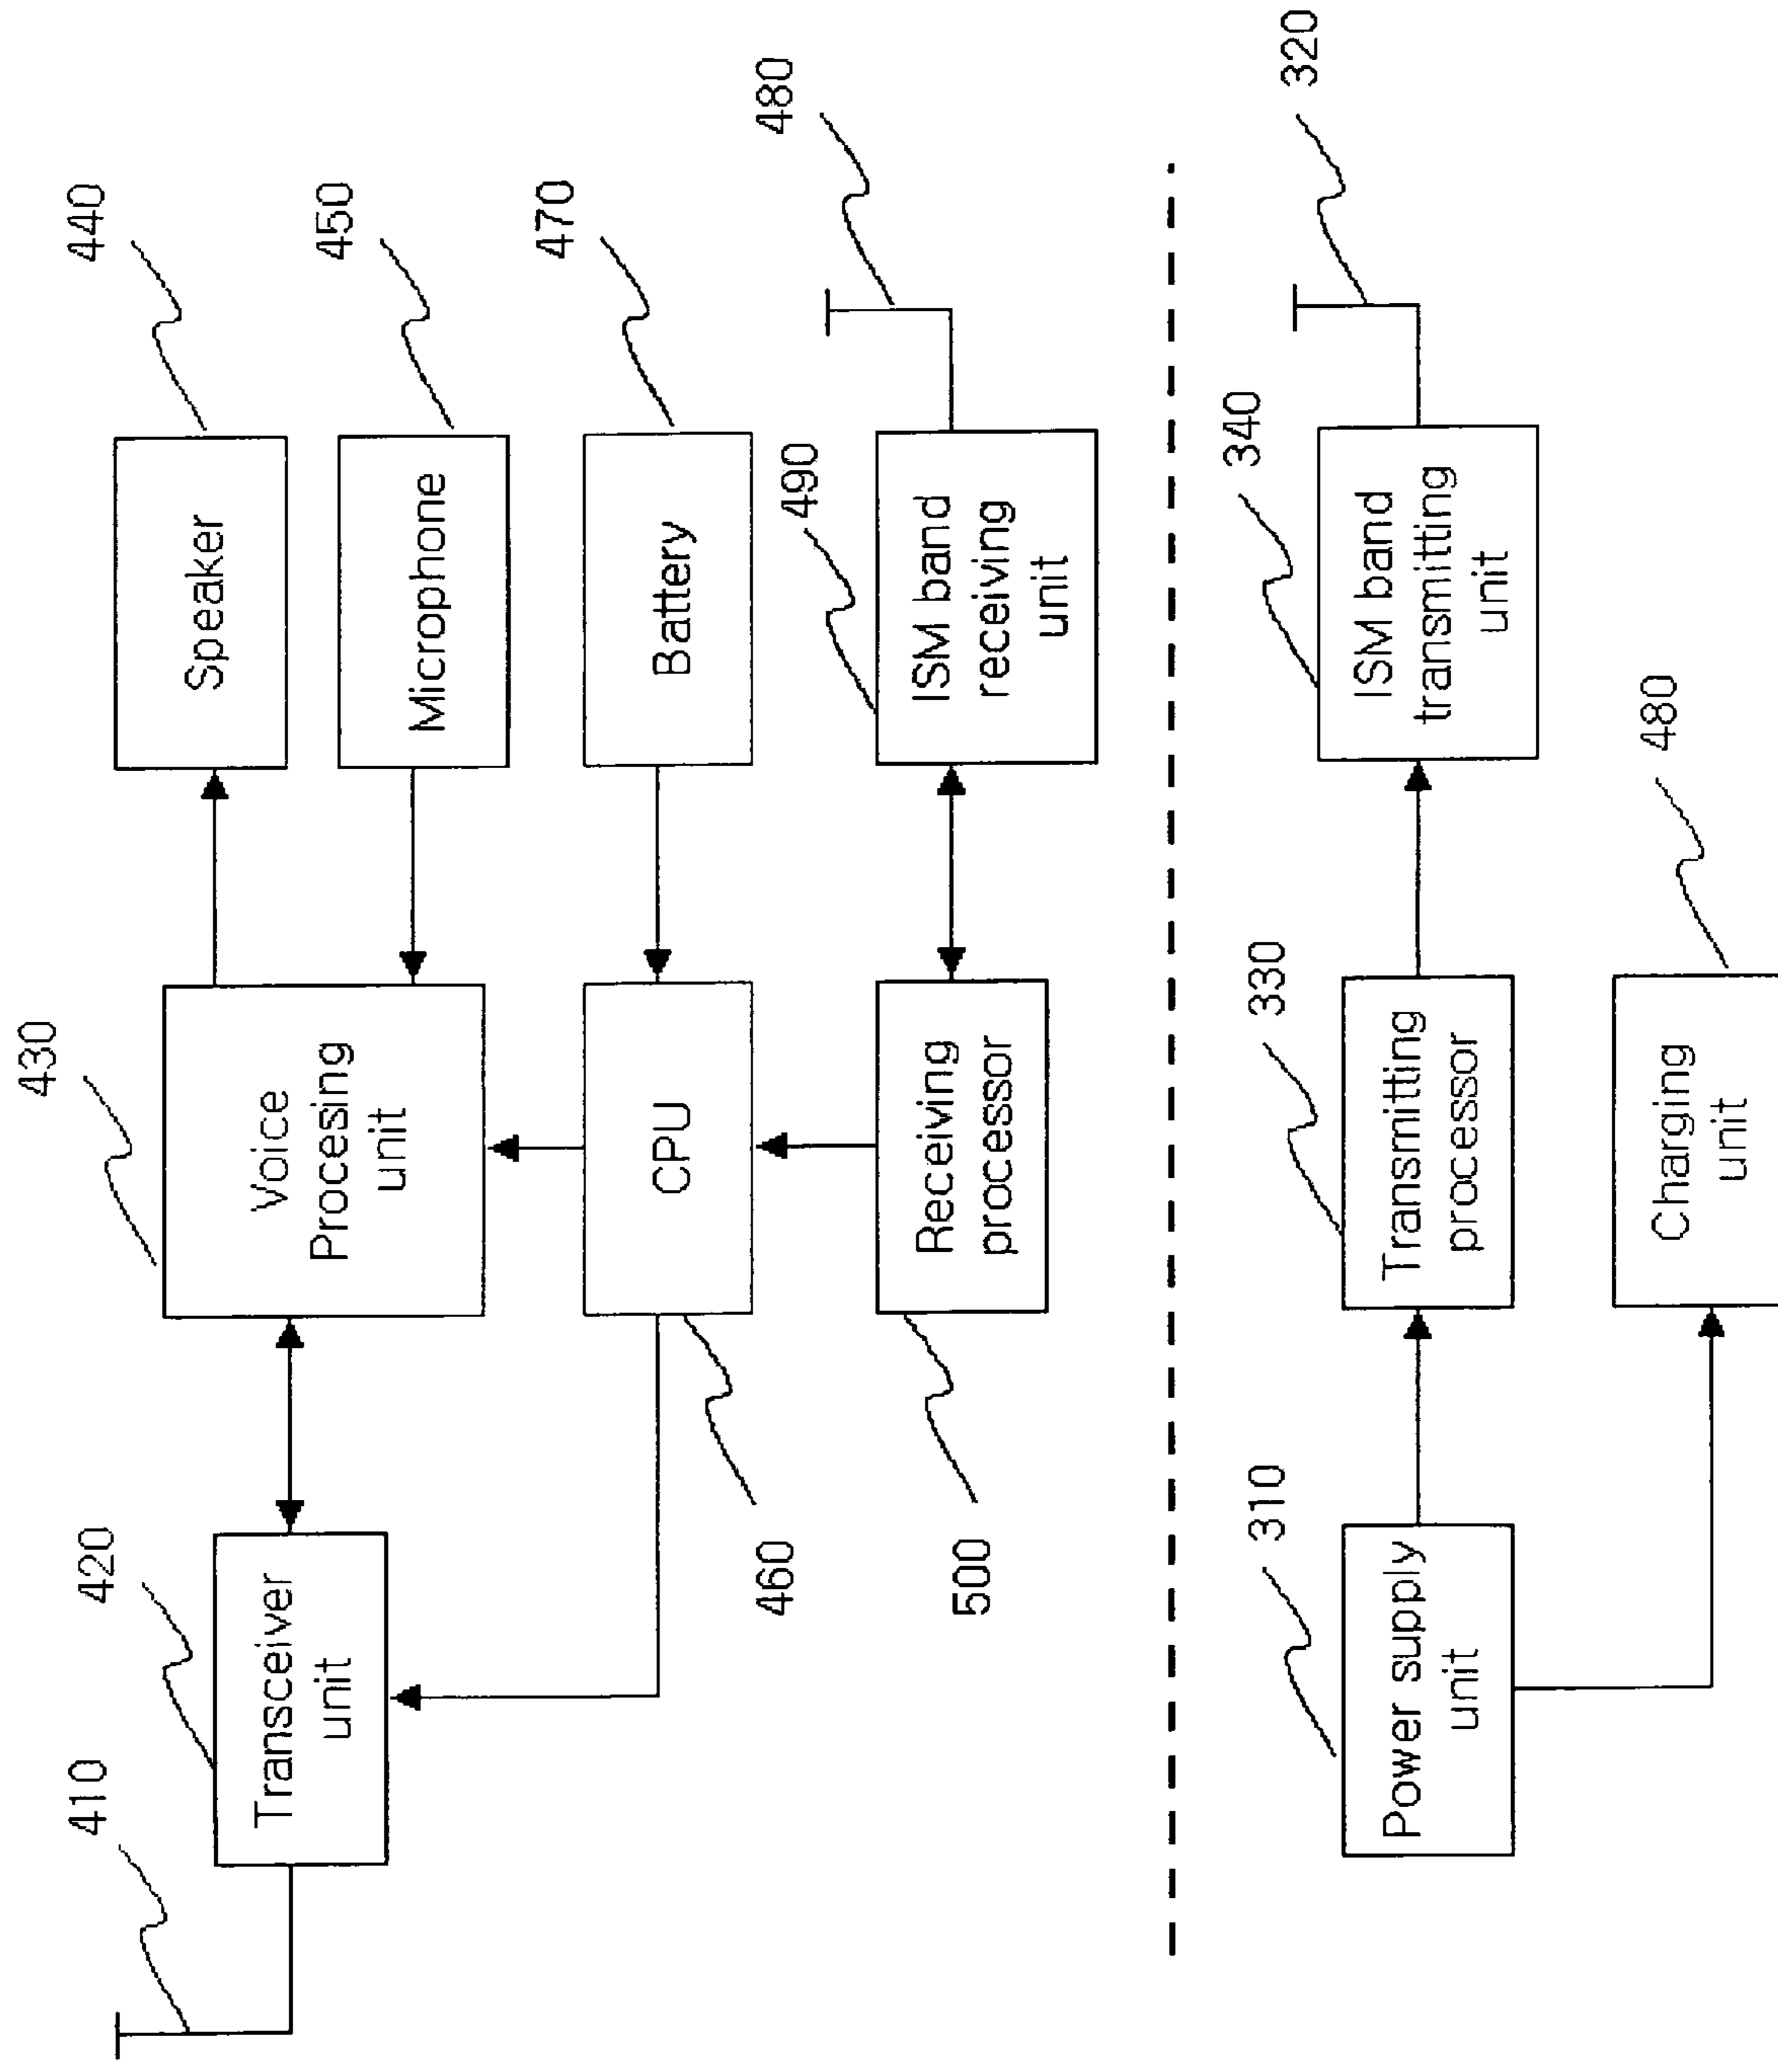 410
420
Transceiver
unit
430
Voice
Processing
unit
440
Speaker
450
Microphone
460
CPU
470
Battery
500
Receiving
processor
490
ISM band
receiving
unit
480
310
Power supply
unit
330
Transmitting
processor
340
ISM band
transmitting
unit
320
480
Charging
unit